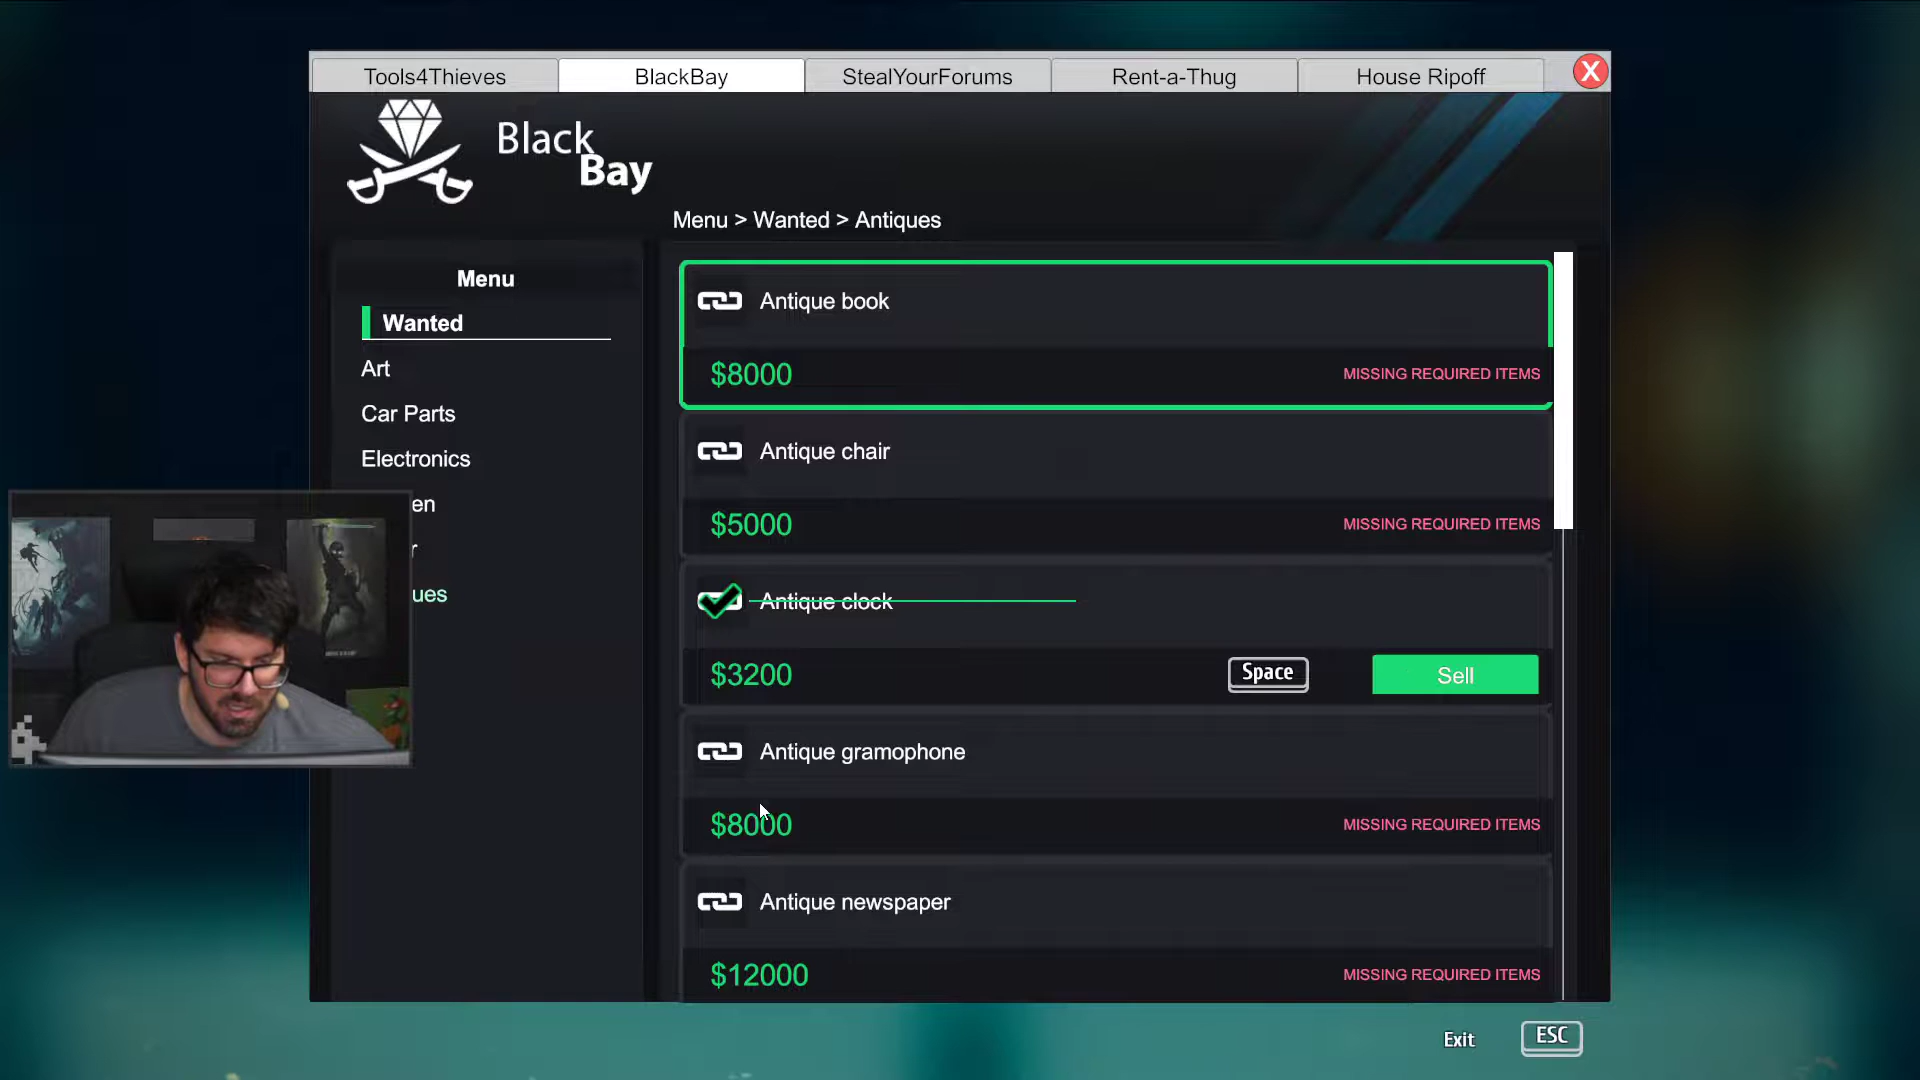 Tools4Thieves
BlackBay
StealYourForums
Rent-a-Thug
House Ripoff
X
Black
Bay
Menu > Wanted > Antiques
Menu
Wanted
Art
Car Parts
Electronics
en
r
ues
Antique book
$8000
MISSING REQUIRED ITEMS
Antique chair
$5000
MISSING REQUIRED ITEMS
Antique clock
$3200
Space
Sell
Antique gramophone
$8000
MISSING REQUIRED ITEMS
Antique newspaper
$12000
MISSING REQUIRED ITEMS
Exit
ESC